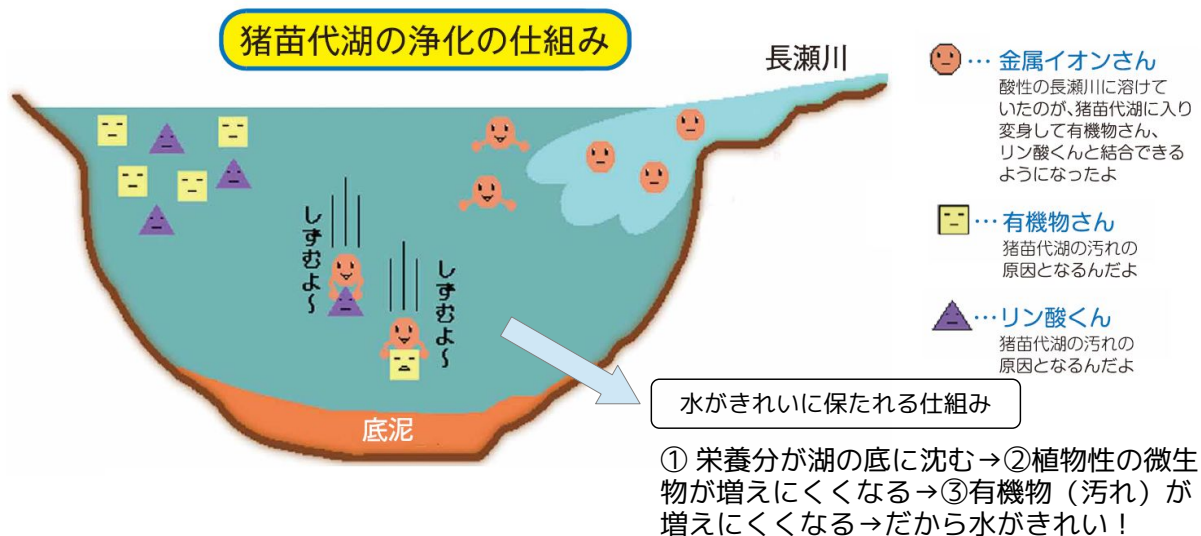 猪苗代湖の浄化の仕組み
長瀬川
…金属イオンさん
酸性の長瀬川に溶けて
いたのが、猪苗代湖に入り
変身して有機物さん、
リン酸くんと結合できる
ようになったよ
…有機物さん
猪苗代湖の汚れの
原因となるんだよ
…リン酸くん
猪苗代湖の汚れの
原因となるんだよ
しずむよ~
しずむよ~
底泥
水がきれいに保たれる仕組み
① 栄養分が湖の底に沈む→②植物性の微生
物が増えにくくなる→③有機物（汚れ）が
増えにくくなる→だから水がきれい！